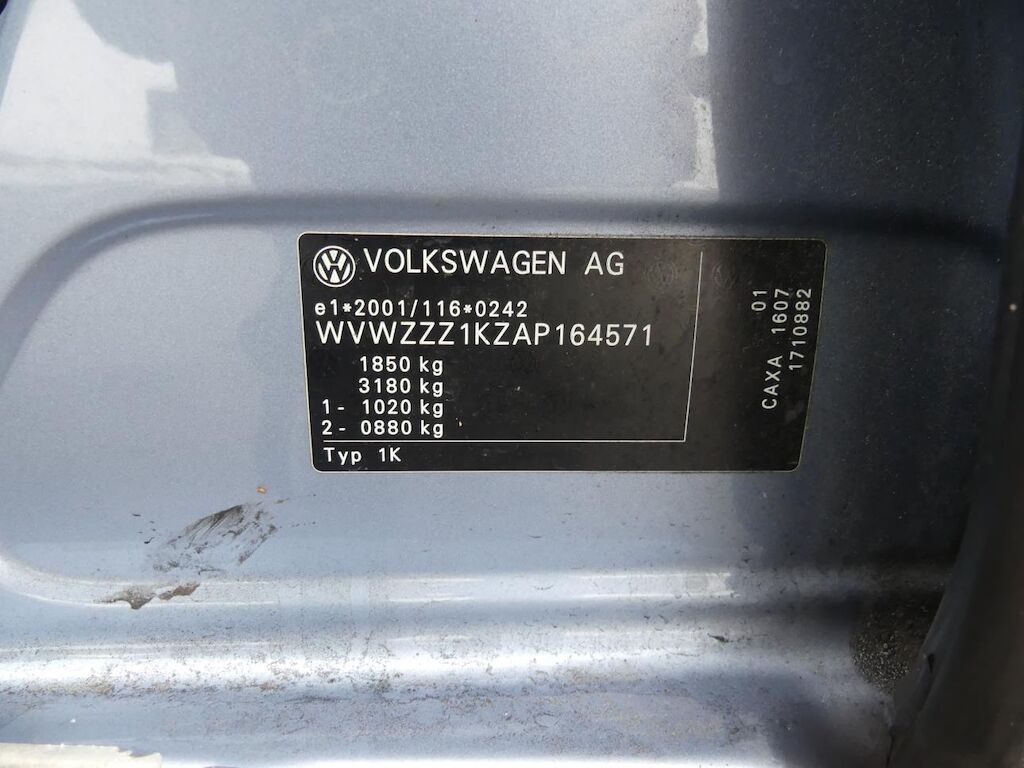 VOLKSWAGEN AG
e1*2001/116*0242
WVWZZZ1KZAP164571
1850 kg
3180 kg
1- 1020 kg
2- 0880 kg
Typ 1K
01
CAXA 1607
1710882